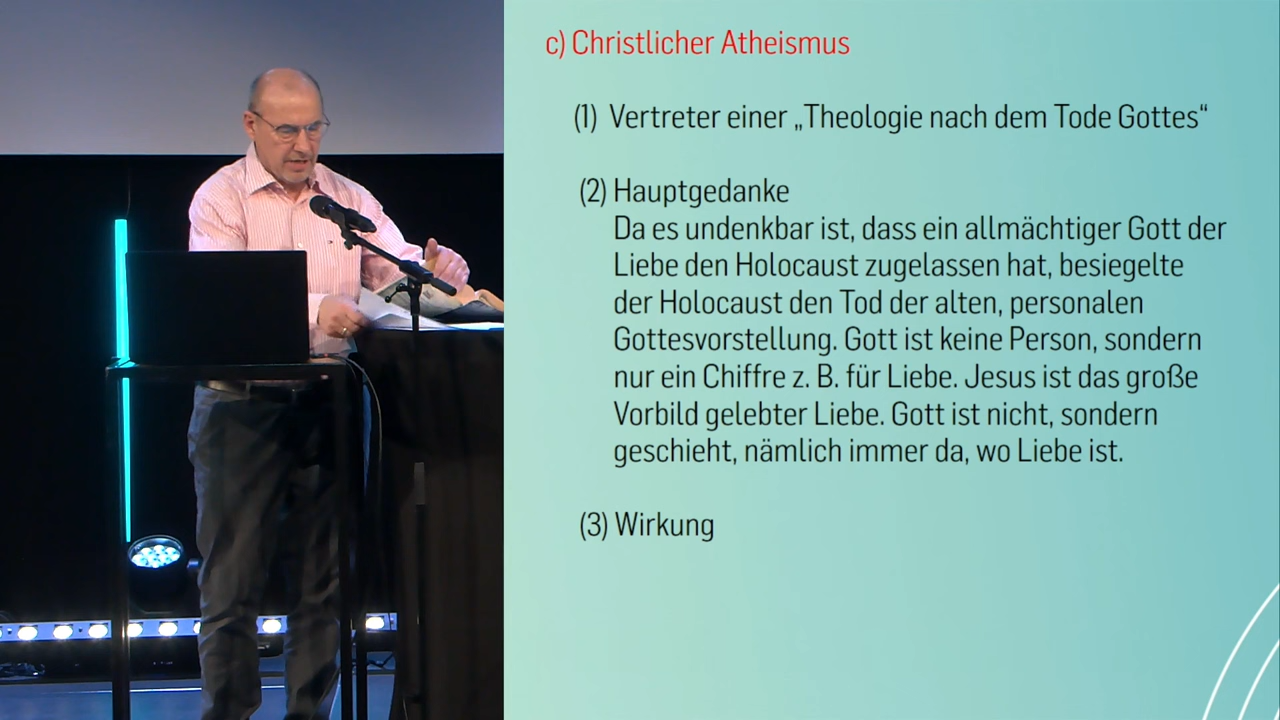 c) Christlicher Atheismus
(1) Vertreter einer „Theologie nach dem Tode Gottes“
(2) Hauptgedanke
Da es undenkbar ist, dass ein allmächtiger Gott der
Liebe den Holocaust zugelassen hat, besiegelte
der Holocaust den Tod der alten, personalen
Gottesvorstellung. Gott ist keine Person, sondern
nur ein Chiffre z. B. für Liebe. Jesus ist das große
Vorbild gelebter Liebe. Gott ist nicht, sondern
geschieht, nämlich immer da, wo Liebe ist.
(3) Wirkung